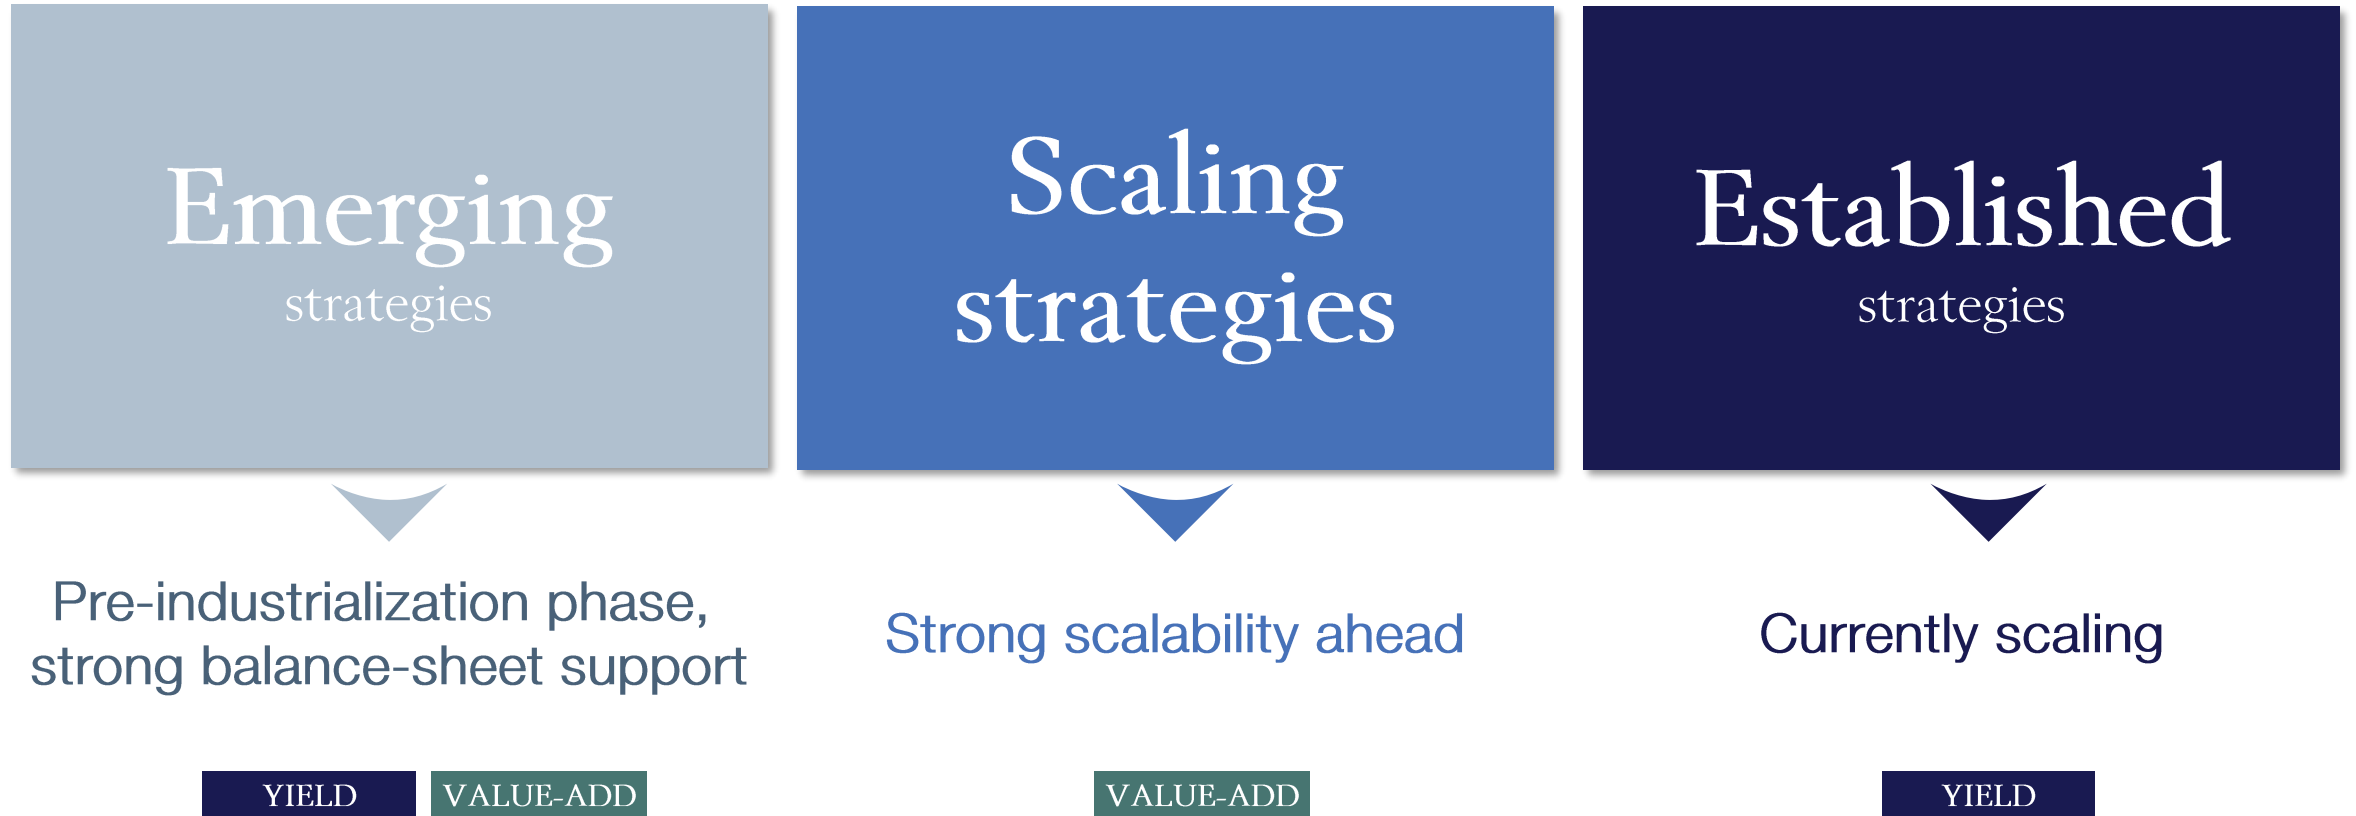 Emerging
strategies
Scaling
strategies
Established
strategies
Pre-industrialization phase,
strong balance-sheet support
Strong scalability ahead
Currently scaling
YIELD
VALUE-ADD
VALUE-ADD
YIELD